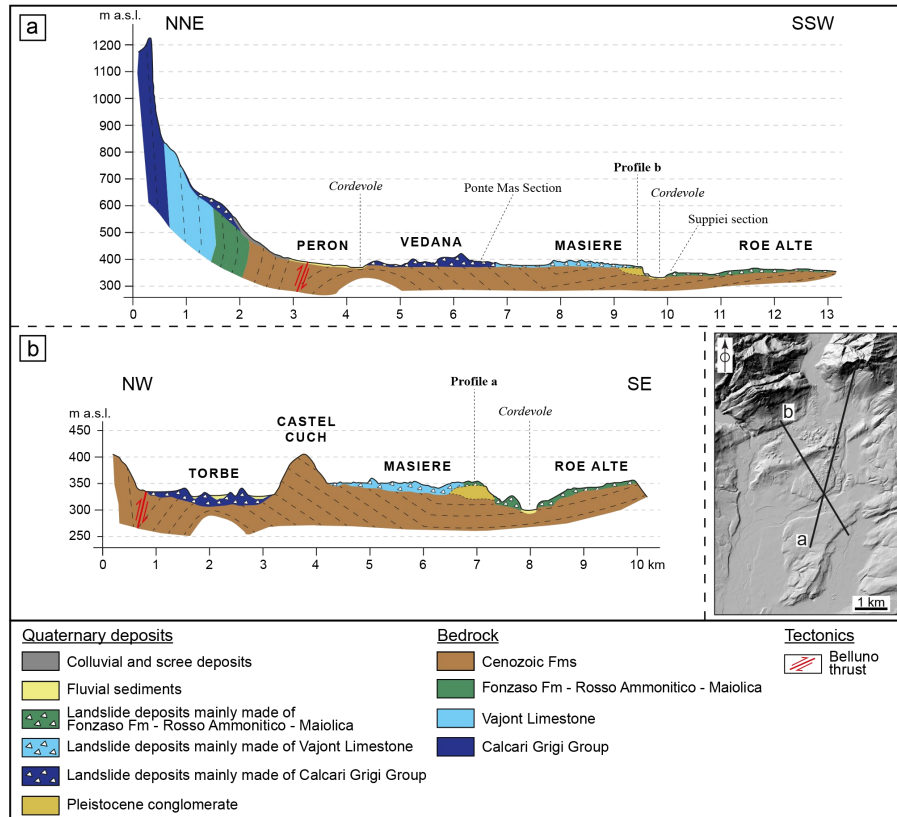 a
m a.s.l.
NNE
SSW
1200
1100
1000
900
800
700
600
500
400
300
Cordevole
Ponte Mas Section
Profile b
Cordevole
Suppiei section
PERON
VEDANA
MASIERE
ROE ALTE
0 1 2 3 4 5 6 7 8 9 10 11 12 13
b
NW
SE
m a.s.l.
450
400
350
300
250
Profile a
Cordevole
CASTEL
CUCH
TORBE
MASIERE
ROE ALTE
0 1 2 3 4 5 6 7 8 9 10 km
b
a
1 km
Quaternary deposits
Colluvial and scree deposits
Fluvial sediments
Landslide deposits mainly made of
Fonzaso Fm - Rosso Ammonitico - Maiolica
Landslide deposits mainly made of Vajont Limestone
Landslide deposits mainly made of Calcari Grigi Group
Pleistocene conglomerate
Bedrock
Cenozoic Fms
Fonzaso Fm - Rosso Ammonitico - Maiolica
Vajont Limestone
Calcari Grigi Group
Tectonics
Belluno
thrust